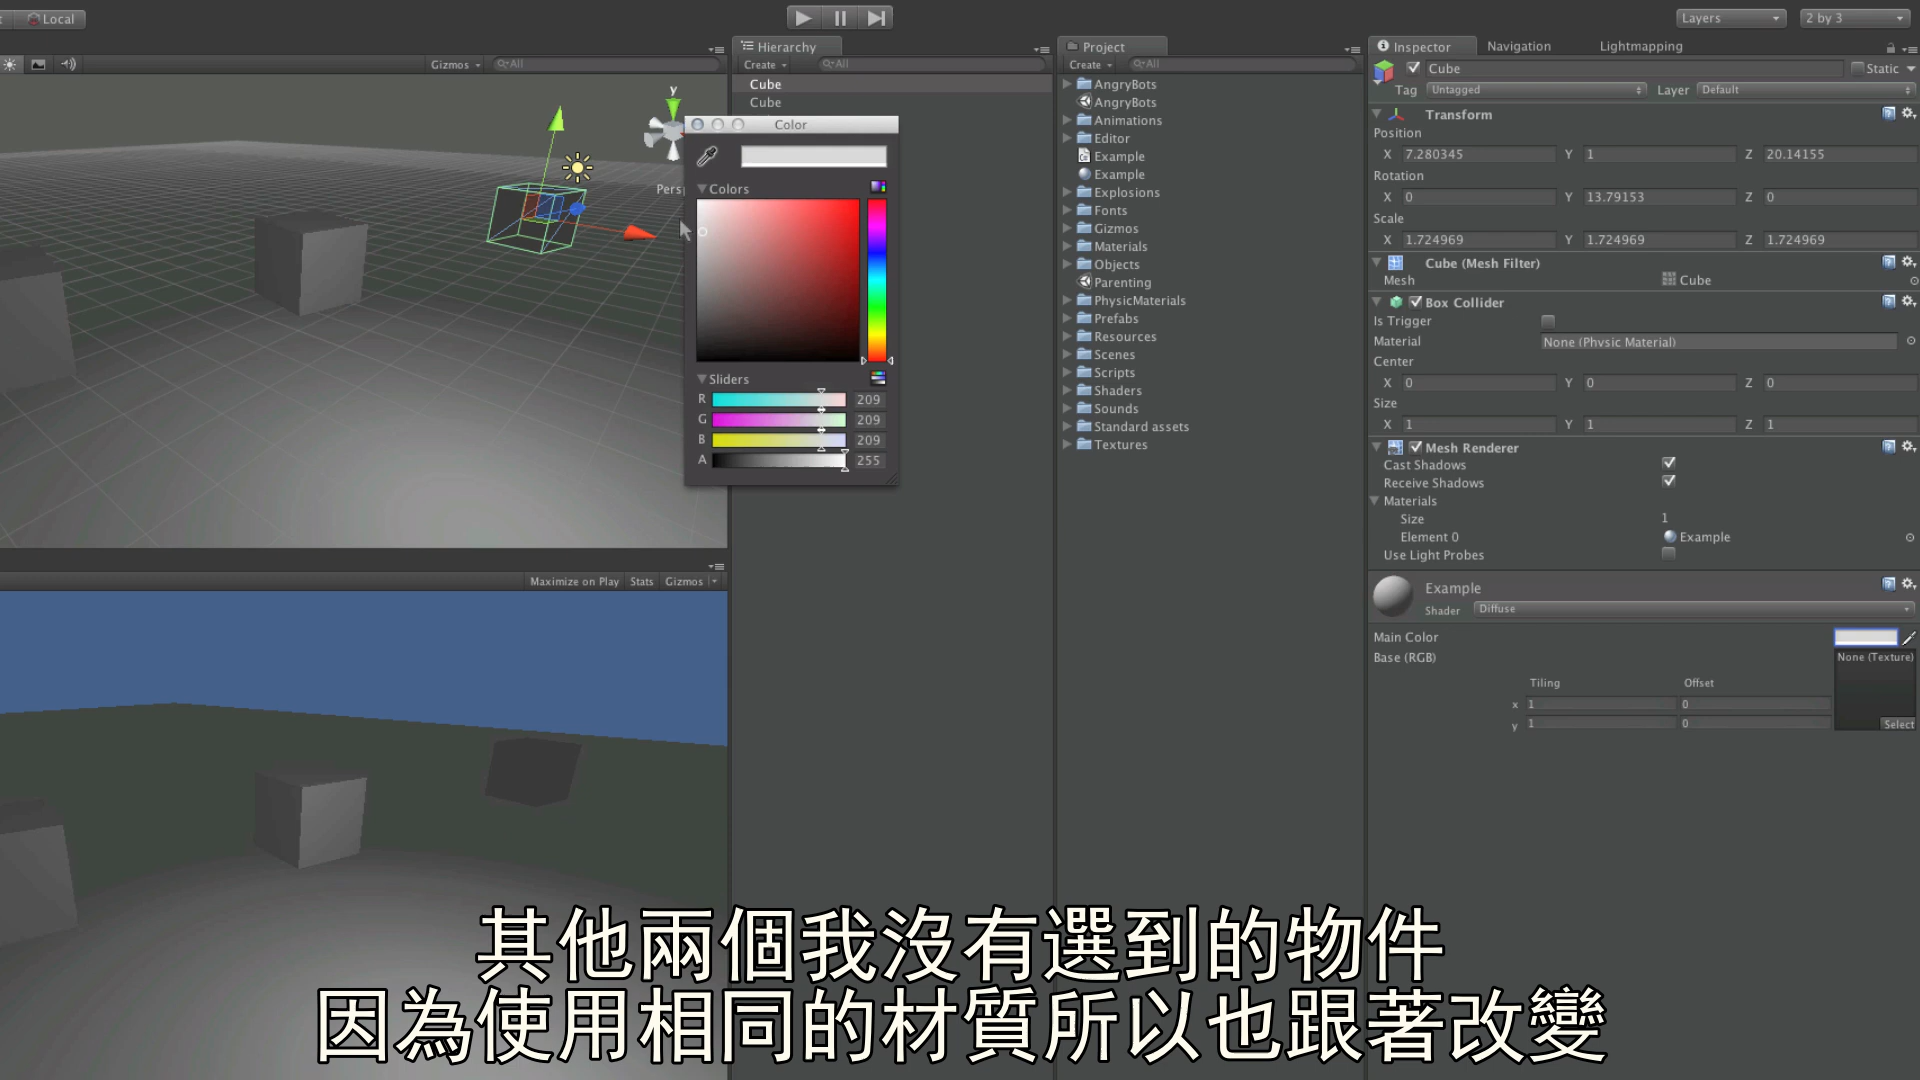 Local
Layers
2 by 3
Gizmos
All
y
Persp
Hierarchy
Create
All
Cube
Cube
Color
Colors
Sliders
R 209
G 209
B 209
A 255
Project
Create
All
AngryBots
AngryBots
Animations
Editor
Example
Example
Explosions
Fonts
Gizmos
Materials
Objects
Parenting
PhysicMaterials
Prefabs
Resources
Scenes
Scripts
Shaders
Sounds
Standard assets
Textures
Inspector Navigation Lightmapping
Cube Static
Tag Untagged Layer Default
Transform
Position
X 7.280345 Y 1 Z 20.14155
Rotation
X 0 Y 13.79153 Z 0
Scale
X 1.724969 Y 1.724969 Z 1.724969
Cube (Mesh Filter)
Mesh Cube
Box Collider
Is Trigger
Material None (Physic Material)
Center
X 0 Y 0 Z 0
Size
X 1 Y 1 Z 1
Mesh Renderer
Cast Shadows
Receive Shadows
Materials
Size 1
Element 0 Example
Use Light Probes
Example
Shader Diffuse
Main Color
Base (RGB) None (Texture)
Tiling Offset
x 1 0
y 1 0
Select
Maximize on Play Stats Gizmos
其他兩個我沒有選到的物件
因為使用相同的材質所以也跟著改變